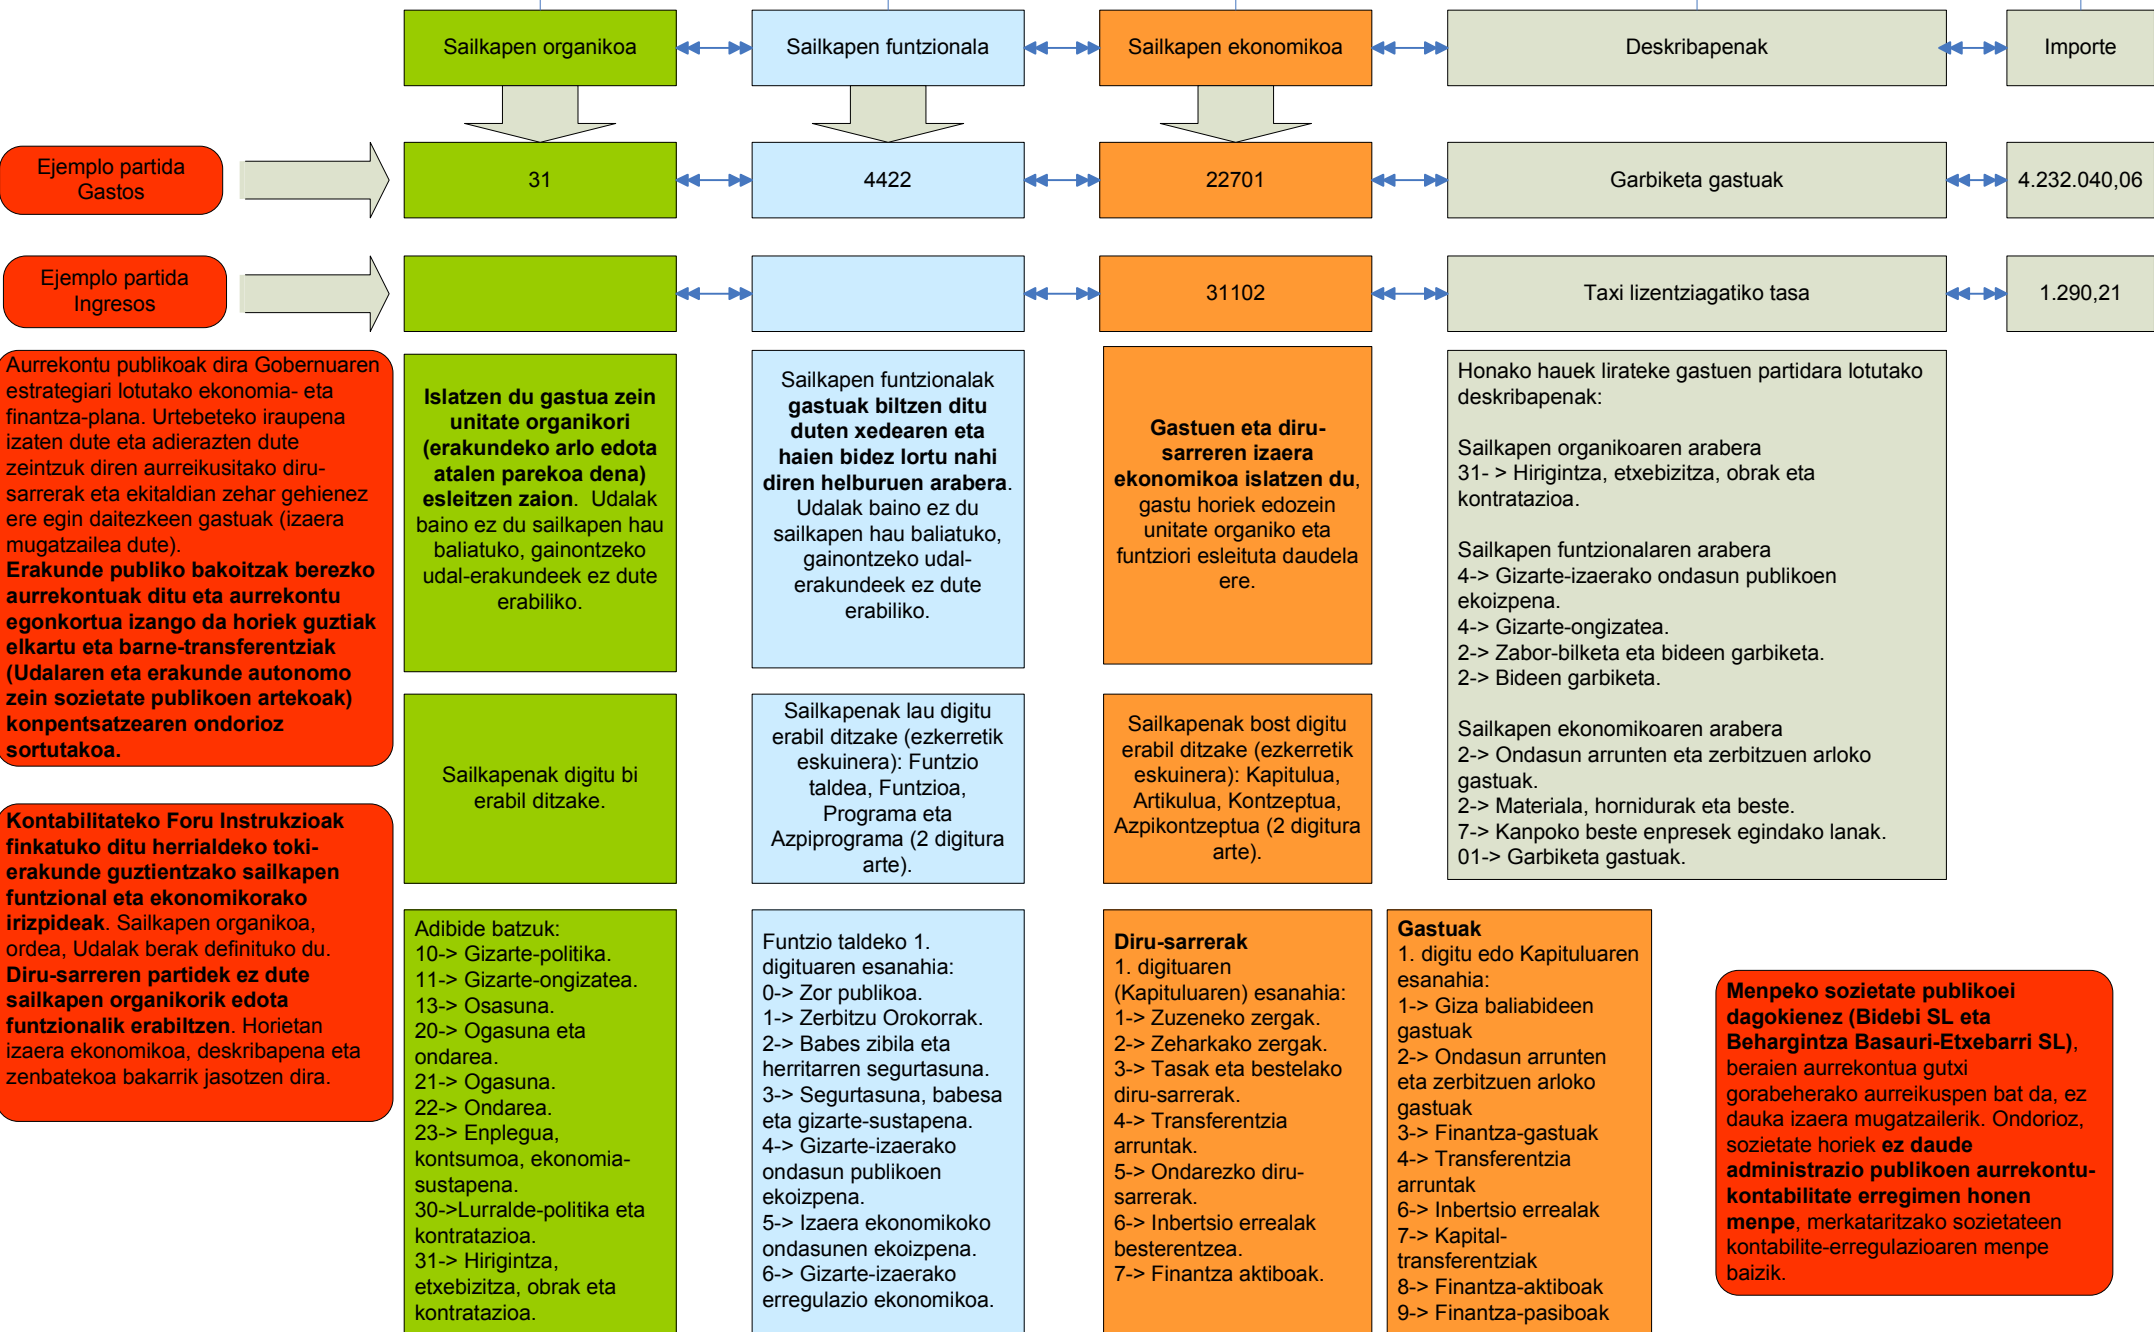 Sailkapen organikoa
Sailkapen funtzionala
Sailkapen ekonomikoa
Deskribapenak
Importe
Ejemplo partida
Gastos
31
4422
22701
Garbiketa gastuak
4.232.040,06
Ejemplo partida
Ingresos
31102
Taxi lizentziagatiko tasa
1.290,21
Aurrekontu publikoak dira Gobernuaren
estrategiari lotutako ekonomia- eta
finantza-plana. Urtebeteko iraupena
izaten dute eta adierazten dute
zeintzuk diren aurreikusitako diru-
sarrerak eta ekitaldian zehar gehienez
ere egin daitezkeen gastuak (izaera
mugatzailea dute).
Erakunde publiko bakoitzak berezko
aurrekontuak ditu eta aurrekontu
egonkortua izango da horiek guztiak
elkartu eta barne-transferentziak
(Udalaren eta erakunde autonomo
zein sozietate publikoen artekoak)
konpentsatzearen ondorioz
sortutakoa.
Kontabilitateko Foru Instrukzioak
finkatuko ditu herrialdeko toki-
erakunde guztientzako sailkapen
funtzional eta ekonomikorako
irizpideak. Sailkapen organikoa,
ordea, Udalak berak definituko du.
Diru-sarreren partidek ez dute
sailkapen organikorik edota
funtzionalik erabiltzen. Horietan
izaera ekonomikoa, deskribapena eta
zenbatekoa bakarrik jasotzen dira.
Islatzen du gastua zein
unitate organikori
(erakundeko arlo edota
atalen parekoa dena)
esleitzen zaion. Udalak
baino ez du sailkapen hau
baliatuko, gainontzeko
udal-erakundeek ez dute
erabiliko.
Sailkapenak digitu bi
erabil ditzake.
Adibide batzuk:
10-> Gizarte-politika.
11-> Gizarte-ongizatea.
13-> Osasuna.
20-> Ogasuna eta
ondarea.
21-> Ogasuna.
22-> Ondarea.
23-> Enplegua,
kontsumoa, ekonomia-
sustapena.
30->Lurralde-politika eta
kontratazioa.
31-> Hirigintza,
etxebizitza, obrak eta
kontratazioa.
Sailkapen funtzionalak
gastuak biltzen ditu
duten xedearen eta
haien bidez lortu nahi
diren helburuen arabera.
Udalak baino ez du
sailkapen hau baliatuko,
gainontzeko udal-
erakundeek ez dute
erabiliko.
Sailkapenak lau digitu
erabil ditzake (ezkerretik
eskuinera): Funtzio
taldea, Funtzioa,
Programa eta
Azpiprograma (2 digitura
arte).
Funtzio taldeko 1.
digituaren esanahia:
0-> Zor publikoa.
1-> Zerbitzu Orokorrak.
2-> Babes zibila eta
herritarren segurtasuna.
3-> Segurtasuna, babesa
eta gizarte-sustapena.
4-> Gizarte-izaerako
ondasun publikoen
ekoizpena.
5-> Izaera ekonomikoko
ondasunen ekoizpena.
6-> Gizarte-izaerako
erregulazio ekonomikoa.
Gastuen eta diru-
sarreren izaera
ekonomikoa islatzen du,
gastu horiek edozein
unitate organiko eta
funtziori esleituta daudela
ere.
Sailkapenak bost digitu
erabil ditzake (ezkerretik
eskuinera): Kapitulua,
Artikulua, Kontzeptua,
Azpikontzeptua (2 digitura
arte).
Diru-sarrerak
1. digituaren
(Kapituluaren) esanahia:
1-> Zuzeneko zergak.
2-> Zeharkako zergak.
3-> Tasak eta bestelako
diru-sarrerak.
4-> Transferentzia
arruntak.
5-> Ondarezko diru-
sarrerak.
6-> Inbertsio errealak
besterentzea.
7-> Finantza aktiboak.
Gastuak
1. digitu edo Kapituluaren
esanahia:
1-> Giza baliabideen
gastuak
2-> Ondasun arrunten
eta zerbitzuen arloko
gastuak
3-> Finantza-gastuak
4-> Transferentzia
arruntak
6-> Inbertsio errealak
7-> Kapital-
transferentziak
8-> Finantza-aktiboak
9-> Finantza-pasiboak
Honako hauek lirateke gastuen partidara lotutako
deskribapenak:
Sailkapen organikoaren arabera
31- > Hirigintza, etxebizitza, obrak eta
kontratazioa.
Sailkapen funtzionalaren arabera
4-> Gizarte-izaerako ondasun publikoen
ekoizpena.
4-> Gizarte-ongizatea.
2-> Zabor-bilketa eta bideen garbiketa.
2-> Bideen garbiketa.
Sailkapen ekonomikoaren arabera
2-> Ondasun arrunten eta zerbitzuen arloko
gastuak.
2-> Materiala, hornidurak eta beste.
7-> Kanpoko beste enpresek egindako lanak.
01-> Garbiketa gastuak.
Menpeko sozietate publikoei
dagokienez (Bidebi SL eta
Behargintza Basauri-Etxebarri SL),
beraien aurrekontua gutxi
gorabeherako aurreikuspen bat da, ez
dauka izaera mugatzailerik. Ondorioz,
sozietate horiek ez daude
administrazio publikoen aurrekontu-
kontabilitate erregimen honen
menpe, merkataritzako sozietateen
kontabilite-erregulazioaren menpe
baizik.